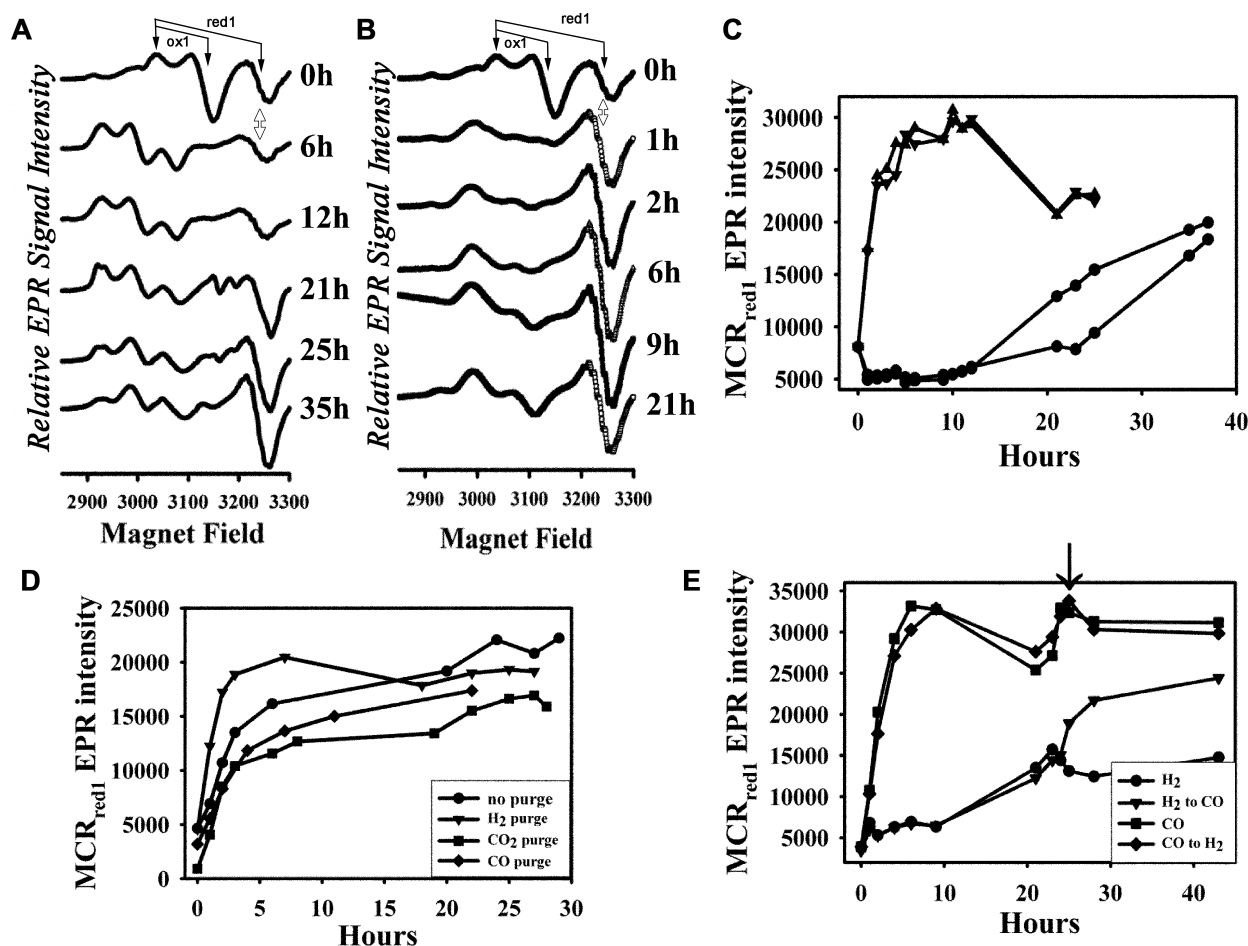 A
red1
ox1
Relative EPR Signal Intensity
0h
6h
12h
21h
25h
35h
2900 3000 3100 3200 3300
Magnet Field
B
red1
ox1
Relative EPR Signal Intensity
0h
1h
2h
6h
9h
21h
2900 3000 3100 3200 3300
Magnet Field
C
MCRred1 EPR intensity
30000
25000
20000
15000
10000
5000
0 10 20 30 40
Hours
D
MCRred1 EPR intensity
25000
20000
15000
10000
5000
0
no purge
H2 purge
CO2 purge
CO purge
0 5 10 15 20 25 30
Hours
E
MCRred1 EPR intensity
35000
30000
25000
20000
15000
10000
5000
H2
H2 to CO
CO
CO to H2
0 10 20 30 40
Hours